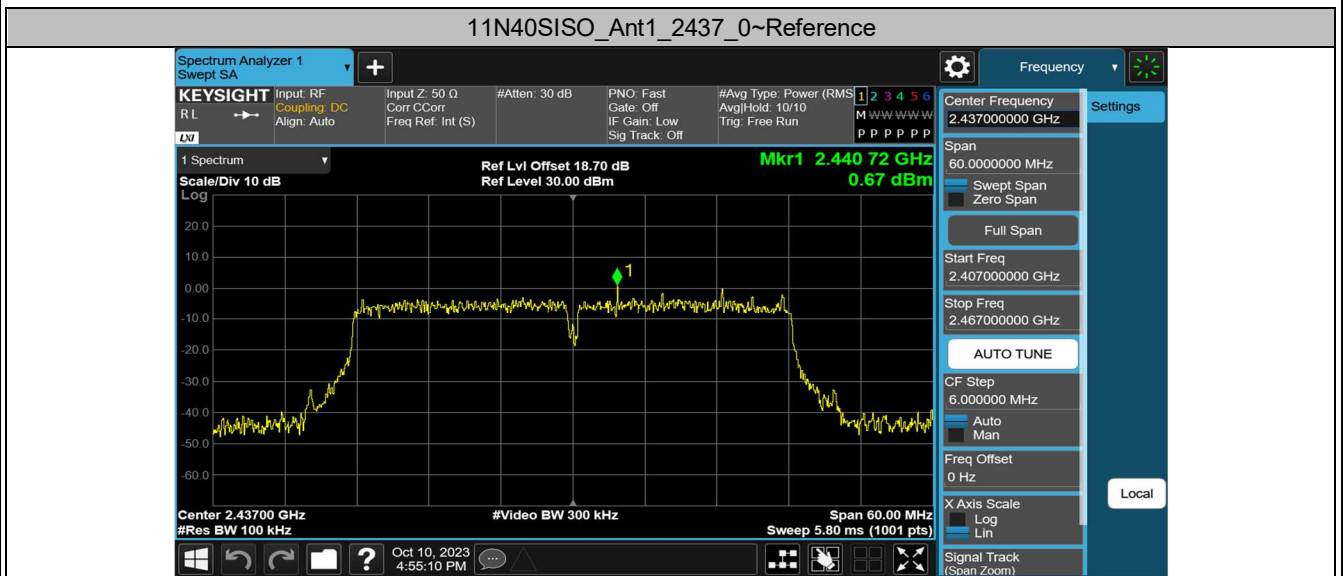 11N40SISO_Ant1_2437_0~Reference
Spectrum Analyzer 1
Swept SA
+
Frequency
KEYSIGHT
RL
LXI
Input: RF
Coupling: DC
Align: Auto
Input Z: 50 Ω
Corr CCorr
Freq Ref: Int (S)
#Atten: 30 dB
PNO: Fast
Gate: Off
IF Gain: Low
Sig Track: Off
#Avg Type: Power (RMS
Avg|Hold: 10/10
Trig: Free Run
1 2 3 4 5 6
M W W W W W
P P P P P P
1 Spectrum
Scale/Div 10 dB
Log
Ref Lvl Offset 18.70 dB
Ref Level 30.00 dBm
Mkr1 2.440 72 GHz
0.67 dBm
20.0
10.0
0.00
-10.0
-20.0
-30.0
-40.0
-50.0
-60.0
1
Center 2.43700 GHz
#Res BW 100 kHz
#Video BW 300 kHz
Span 60.00 MHz
Sweep 5.80 ms (1001 pts)
Center Frequency
2.437000000 GHz
Settings
Span
60.0000000 MHz
Swept Span
Zero Span
Full Span
Start Freq
2.407000000 GHz
Stop Freq
2.467000000 GHz
AUTO TUNE
CF Step
6.000000 MHz
Auto
Man
Freq Offset
0 Hz
X Axis Scale
Log
Lin
Local
Signal Track
(Span Zoom)
?
Oct 10, 2023
4:55:10 PM